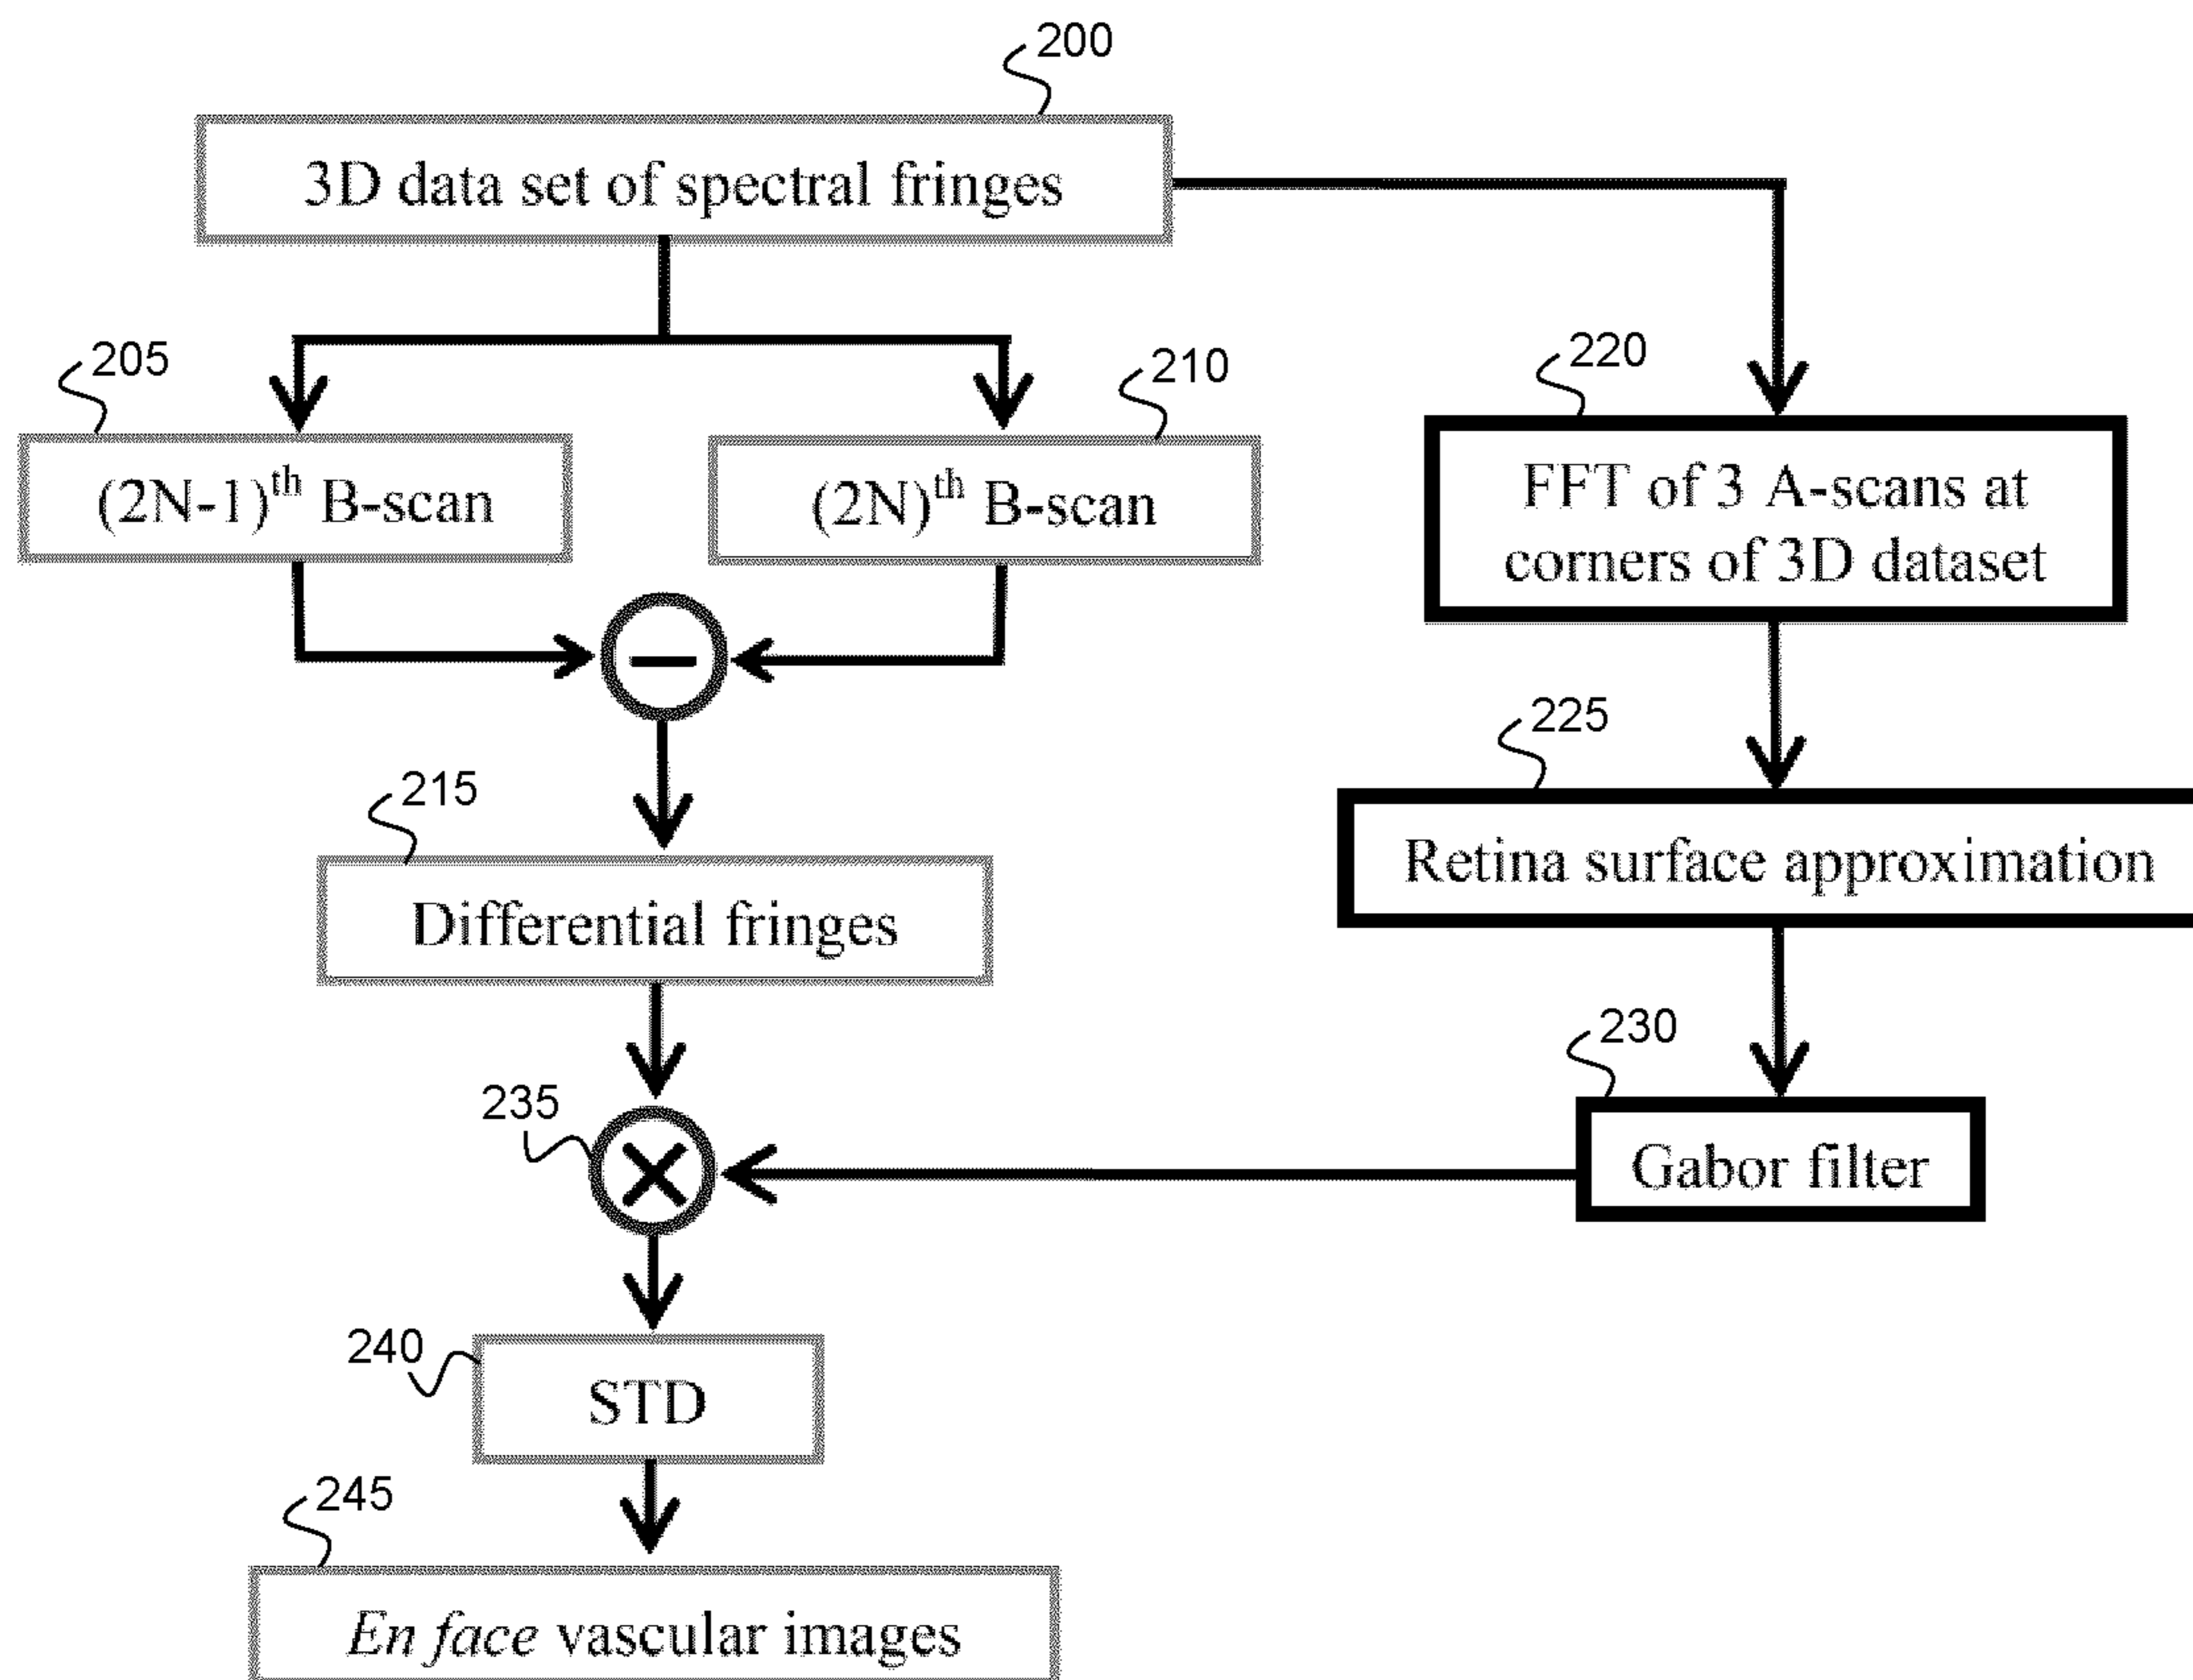 200
3D data set of spectral fringes
205
210
220
(2N-1)th B-scan
(2N)th B-scan
FFT of 3 A-scans at
corners of 3D dataset
−
225
215
Retina surface approximation
Differential fringes
230
235
×
Gabor filter
240
STD
245
En face vascular images